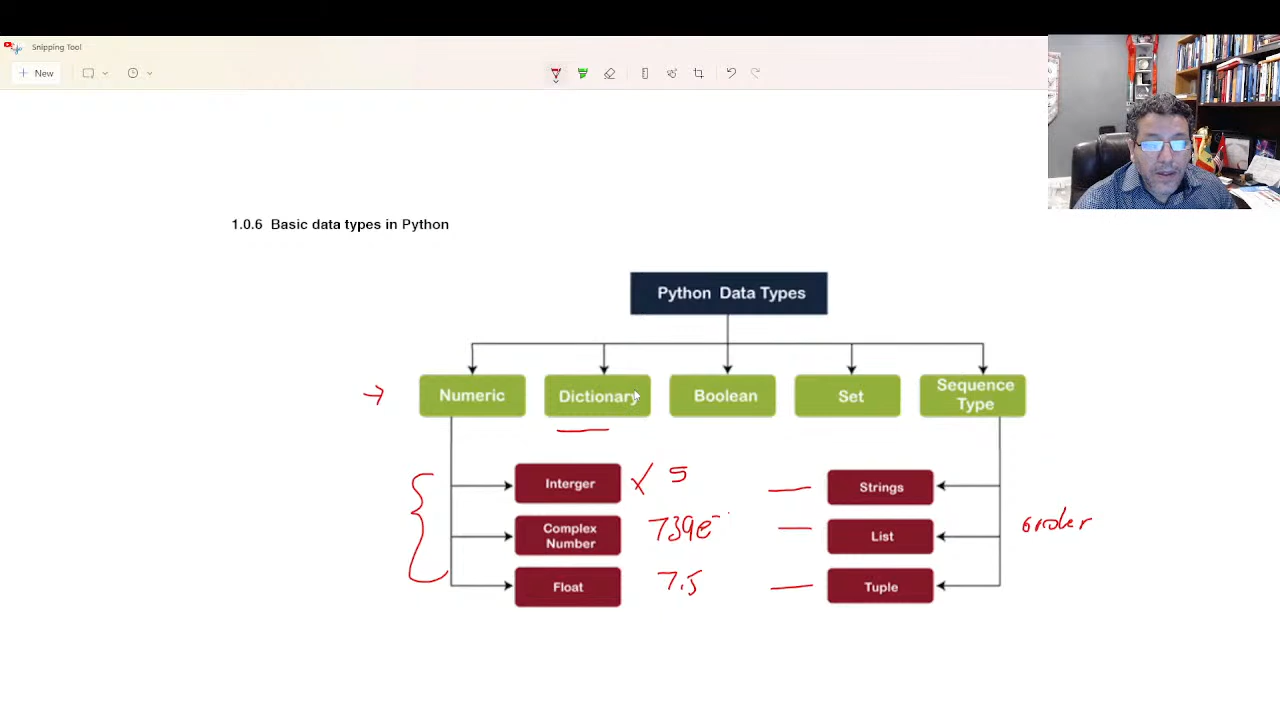 Snipping Tool
New
1.0.6 Basic data types in Python
Python Data Types
Numeric
Dictionary
Boolean
Set
Sequence
Type
Interger
5
Strings
Complex
Number
739e-
List
order
Float
7.5
Tuple